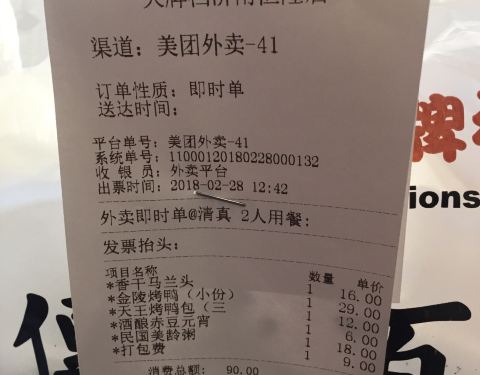 渠道：美团外卖-41
订单性质：即时单
送达时间：
平台单号：美团外卖-41
系统单号：11000120180228000132
收 银 员：外卖平台
出票时间：2018-02-28 12:42
外卖即时单@清真 2人用餐：
发票抬头：
项目名称 数量 单价
*香干马兰头 1 16.00
*金陵烤鸭（小份） 1 29.00
*天王烤鸭包（三 1 12.00
*酒酿赤豆元宵 1 6.00
*民国美龄粥 1 18.00
*打包费 1 9.00
消费总额： 90.00
牌
ions